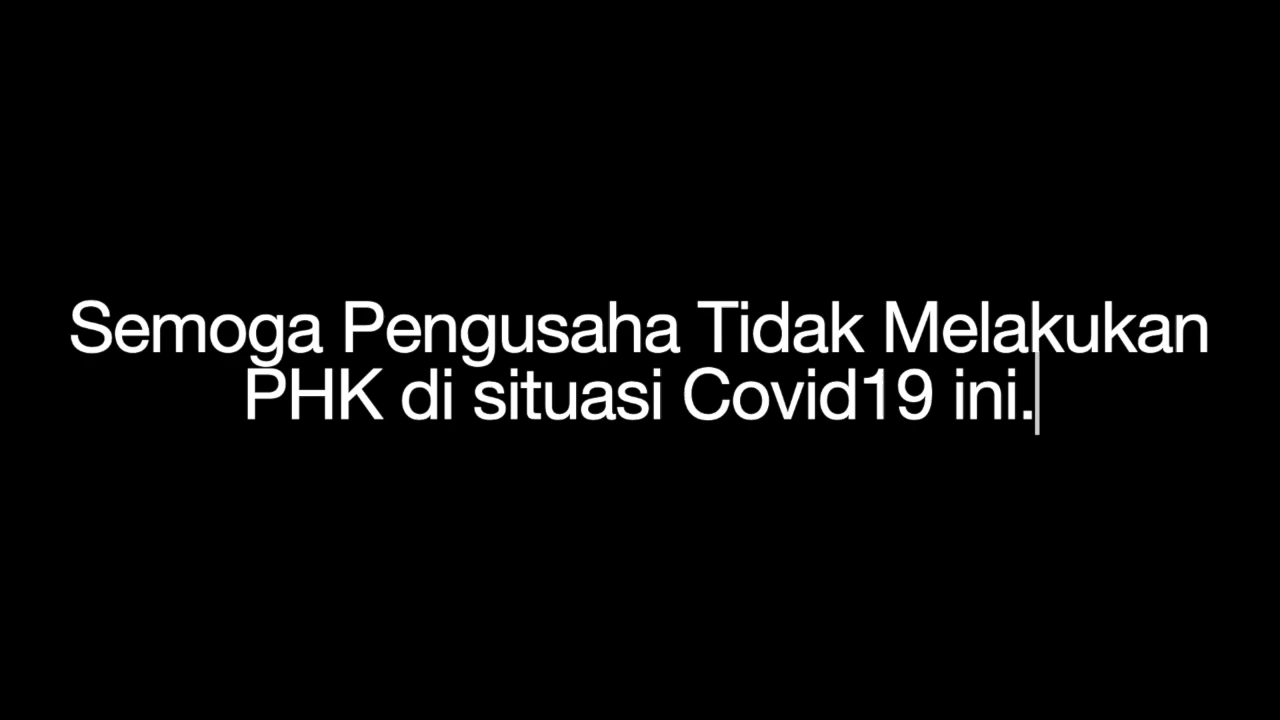 Semoga Pengusaha Tidak Melakukan
PHK di situasi Covid19 ini.